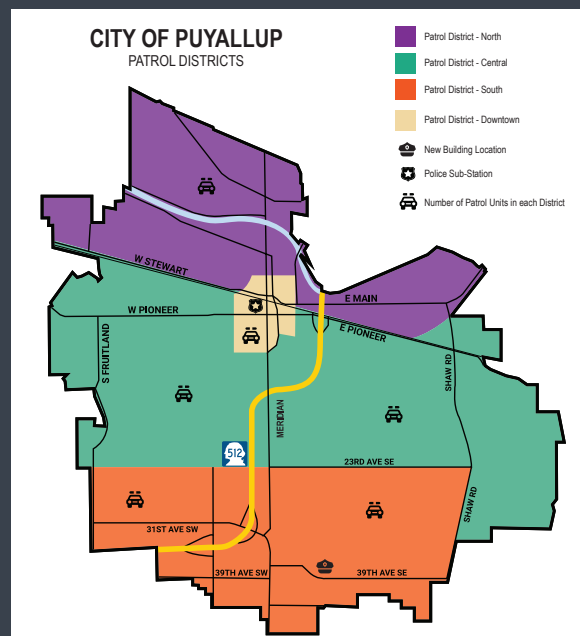 CITY OF PUYALLUP
PATROL DISTRICTS
Patrol District - North
Patrol District - Central
Patrol District - South
Patrol District - Downtown
New Building Location
Police Sub-Station
Number of Patrol Units in each District
W STEWART
E MAIN
W PIONEER
E PIONEER
S FRUITLAND
SHAW RD
MERIDIAN
512
23RD AVE SE
SHAW RD
31ST AVE SW
39TH AVE SW
39TH AVE SE